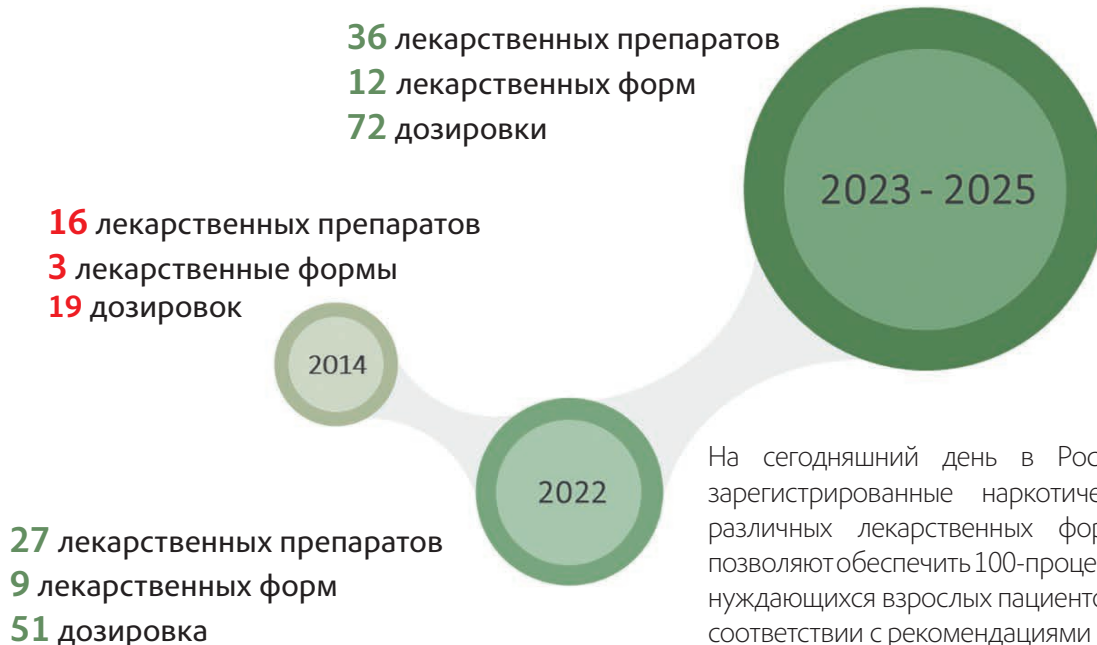 36 лекарственных препаратов
12 лекарственных форм
72 дозировки
2023 - 2025
16 лекарственных препаратов
3 лекарственные формы
19 дозировок
2014
2022
27 лекарственных препаратов
9 лекарственных форм
51 дозировка
На сегодняшний день в
зарегистрированные
различных лекарственных
позволяют обеспечить
нуждающихся взрослых
соответствии с рекомендациями